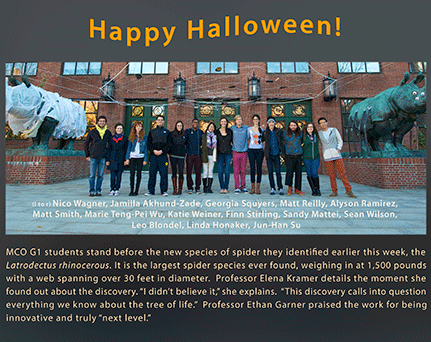 Happy Halloween!
(l to r) Nico Wagner, Jamilla Akhund-Zade, Georgia Squyers, Matt Reilly, Alyson Ramirez,
Matt Smith, Marie Teng-Pei Wu, Katie Weiner, Finn Stirling, Sandy Mattei, Sean Wilson,
Leo Blondel, Linda Honaker, Jun-Han Su
MCO G1 students stand before the new species of spider they identified earlier this week, the
Latrodectus rhinocerous. It is the largest spider species ever found, weighing in at 1,500 pounds
with a web spanning over 30 feet in diameter. Professor Elena Kramer details the moment she
found out about the discovery. “I didn’t believe it,” she explains. “This discovery calls into question
everything we know about the tree of life.” Professor Ethan Garner praised the work for being
innovative and truly “next level.”